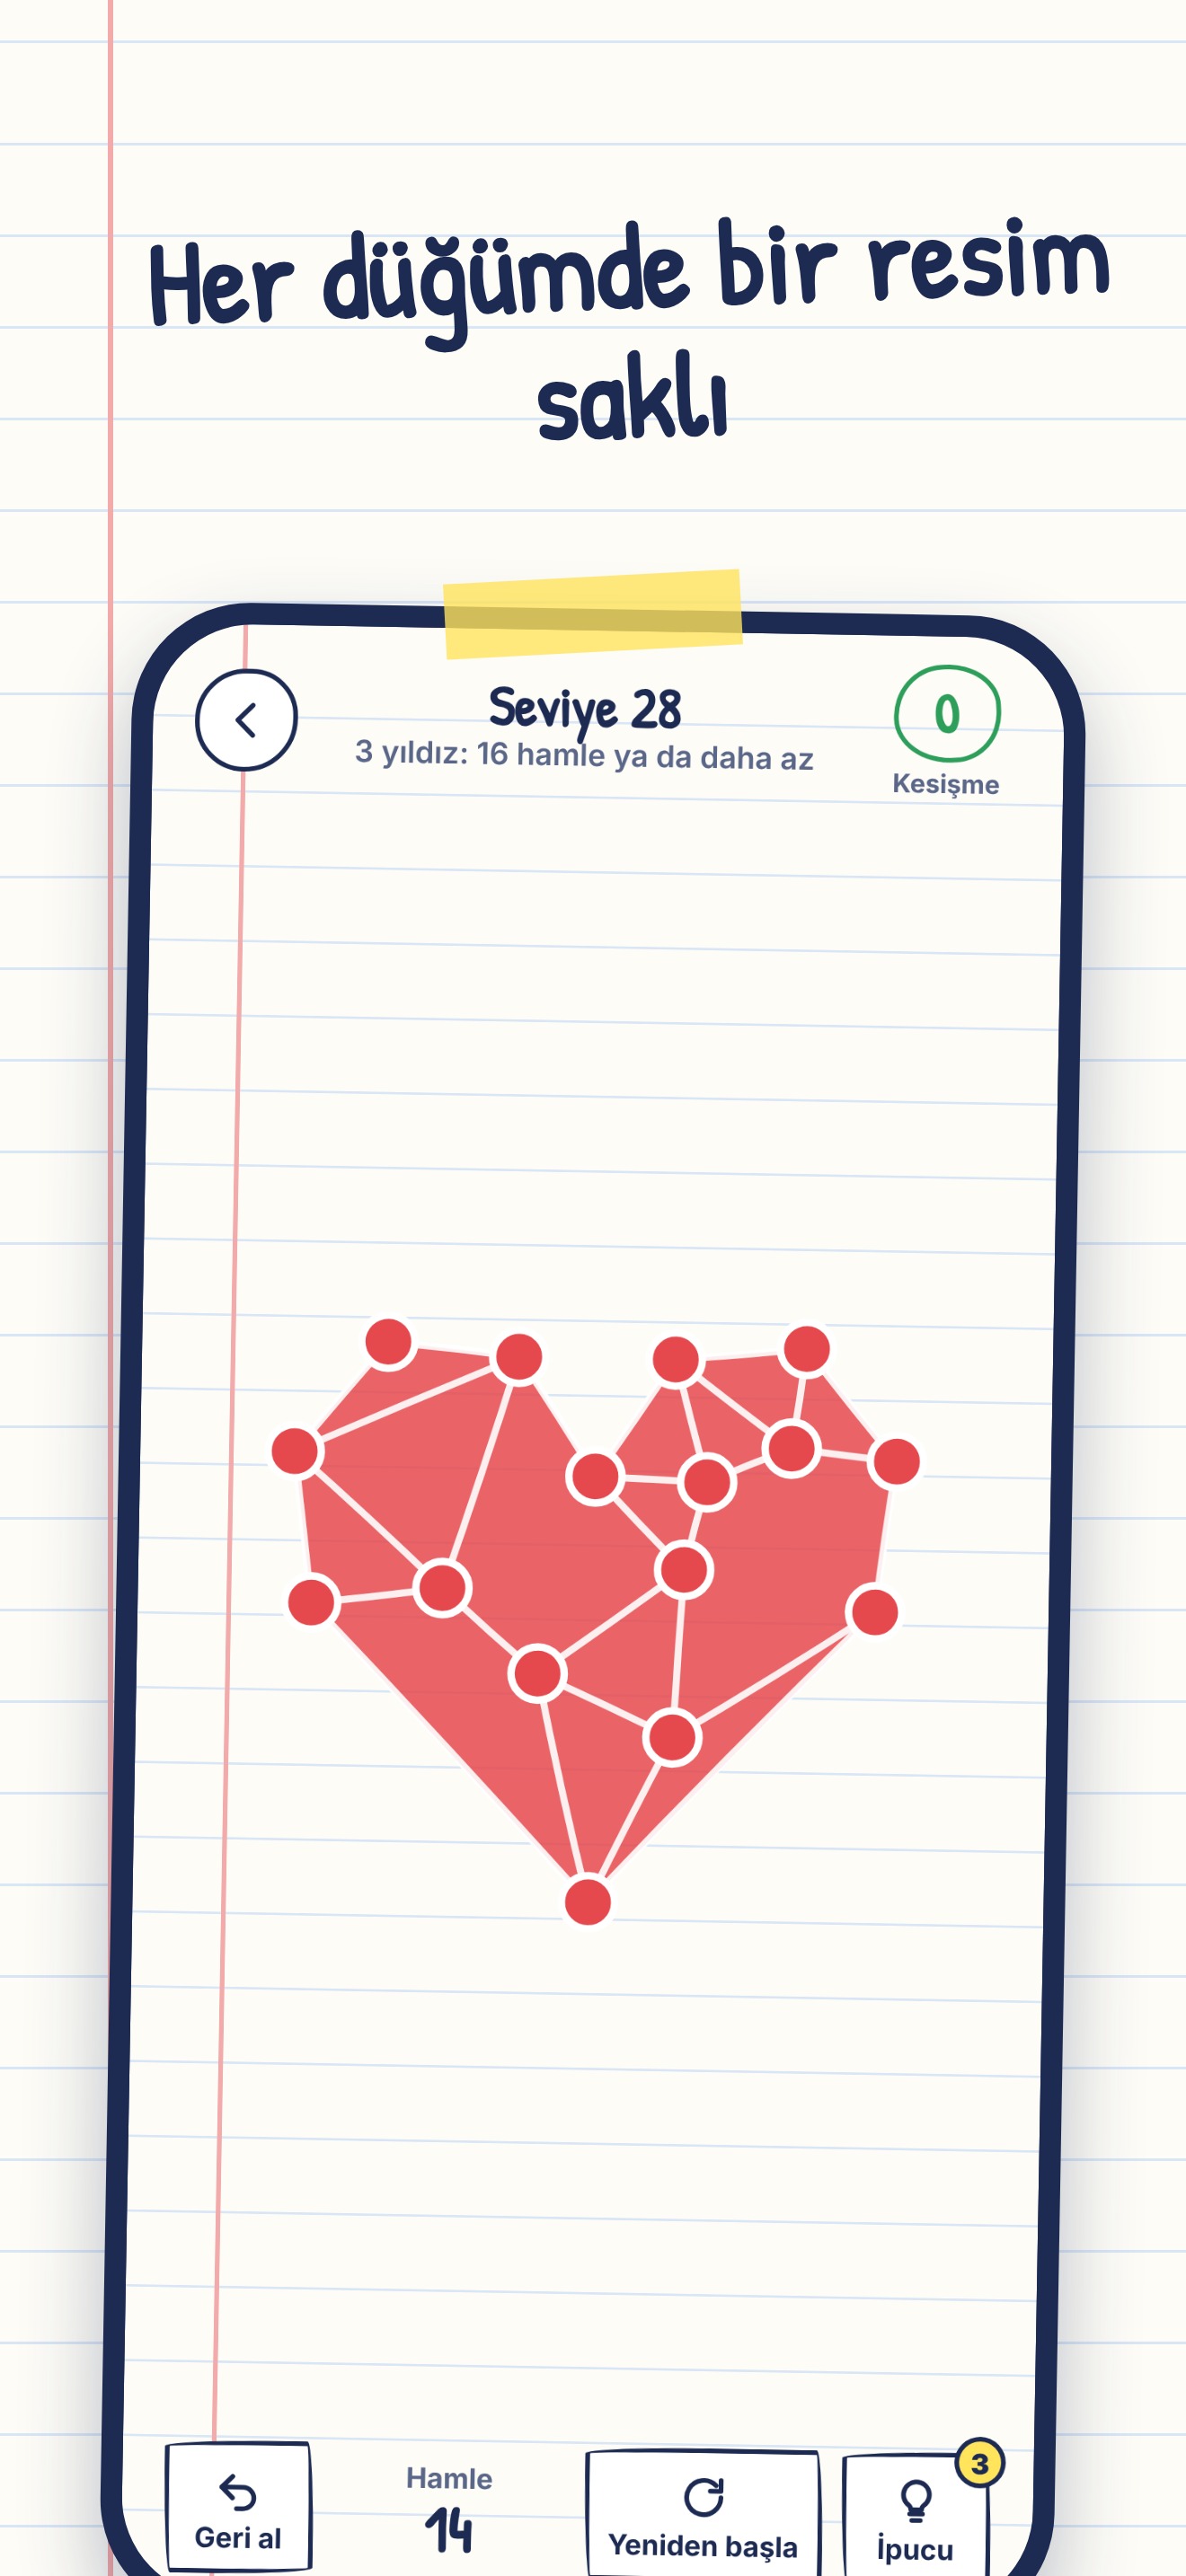 Her düğümde bir resim
saklı
Seviye 28
3 yıldız: 16 hamle ya da daha az
0
Kesişme
3
Hamle
14
Geri al
Yeniden başla
İpucu